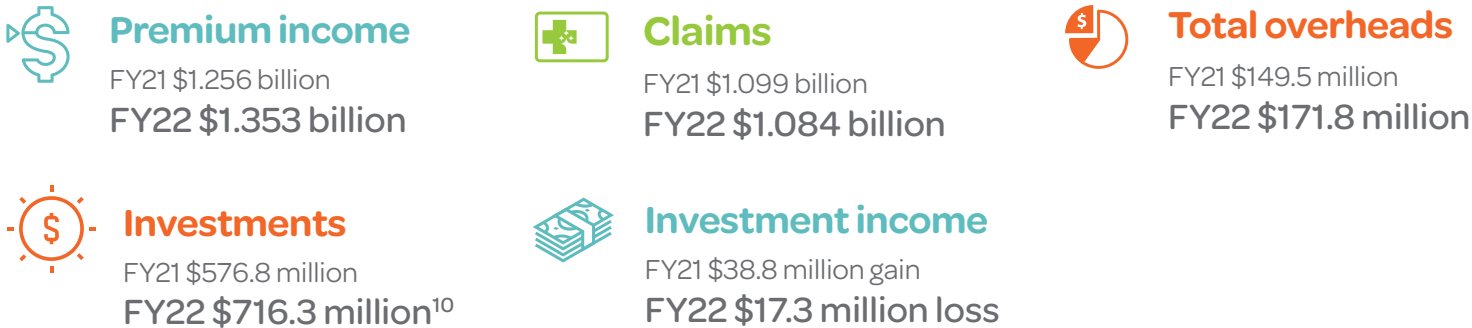 Premium income
FY21 $1.256 billion
FY22 $1.353 billion
Claims
FY21 $1.099 billion
FY22 $1.084 billion
$
Total overheads
FY21 $149.5 million
FY22 $171.8 million
$
Investments
FY21 $576.8 million
FY22 $716.3 million¹⁰
Investment income
FY21 $38.8 million gain
FY22 $17.3 million loss